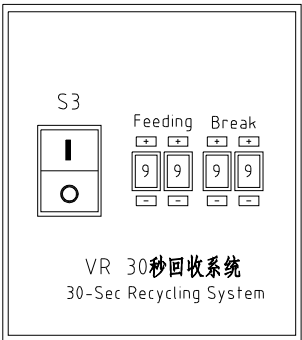 S3
Feeding Break
+ + + +
I
9 9 9 9
O
- - - -
VR 30秒回收系统
30-Sec Recycling System